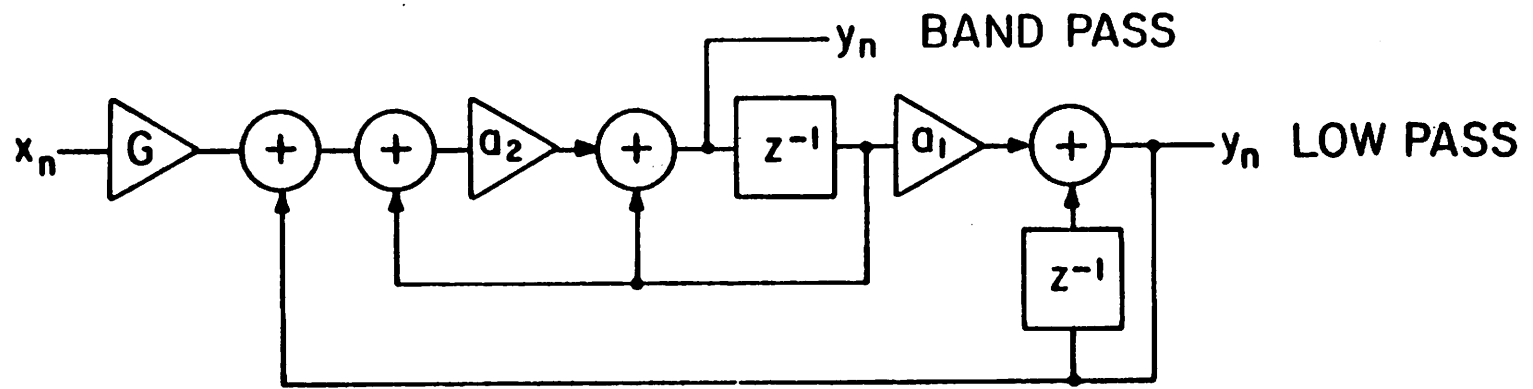 yₙ BAND PASS
xₙ G + + a₂ + z⁻¹ a₁ + yₙ LOW PASS
z⁻¹